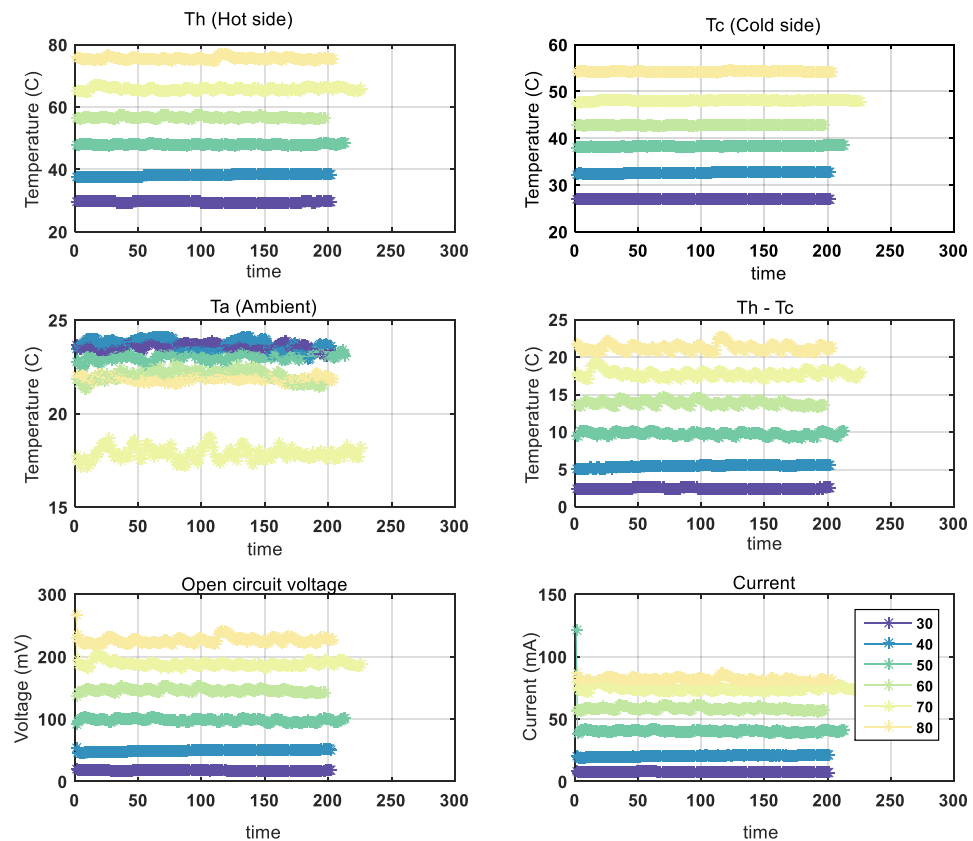 Th (Hot side)
Temperature (C)
80
60
40
20
0 50 100 150 200 250 300
time
Tc (Cold side)
Temperature (C)
60
50
40
30
20
0 50 100 150 200 250 300
time
Ta (Ambient)
Temperature (C)
25
20
15
0 50 100 150 200 250 300
time
Th - Tc
Temperature (C)
25
20
15
10
5
0
0 50 100 150 200 250 300
time
Open circuit voltage
Voltage (mV)
300
200
100
0
0 50 100 150 200 250 300
time
Current
Current (mA)
150
100
50
0
0 50 100 150 200 250 300
time
30
40
50
60
70
80